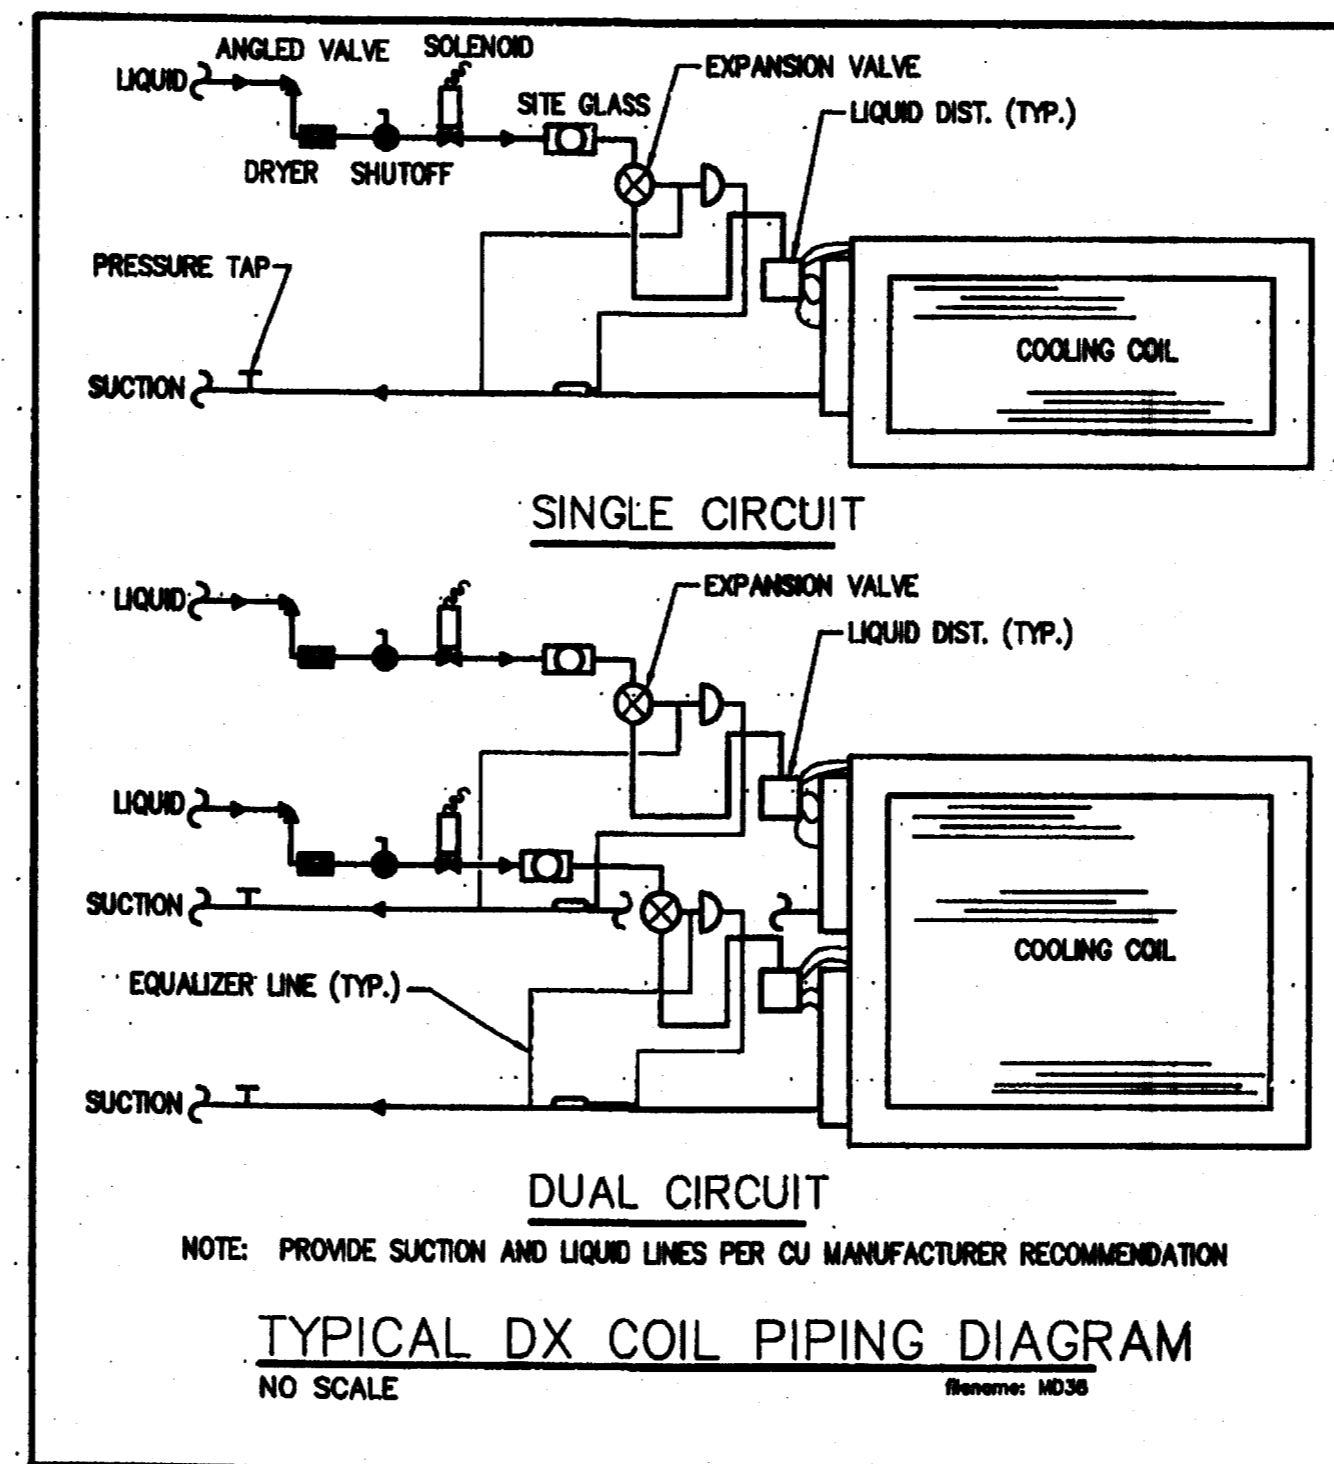 ANGLED VALVE
SOLENOID
LIQUID
EXPANSION VALVE
SITE GLASS
LIQUID DIST. (TYP.)
DRYER
SHUTOFF
PRESSURE TAP
COOLING COIL
SUCTION
SINGLE CIRCUIT
LIQUID
EXPANSION VALVE
LIQUID DIST. (TYP.)
LIQUID
SUCTION
COOLING COIL
EQUALIZER LINE (TYP.)
SUCTION
DUAL CIRCUIT
NOTE: PROVIDE SUCTION AND LIQUID LINES PER CU MANUFACTURER RECOMMENDATION
TYPICAL DX COIL PIPING DIAGRAM
NO SCALE
filename: MD36